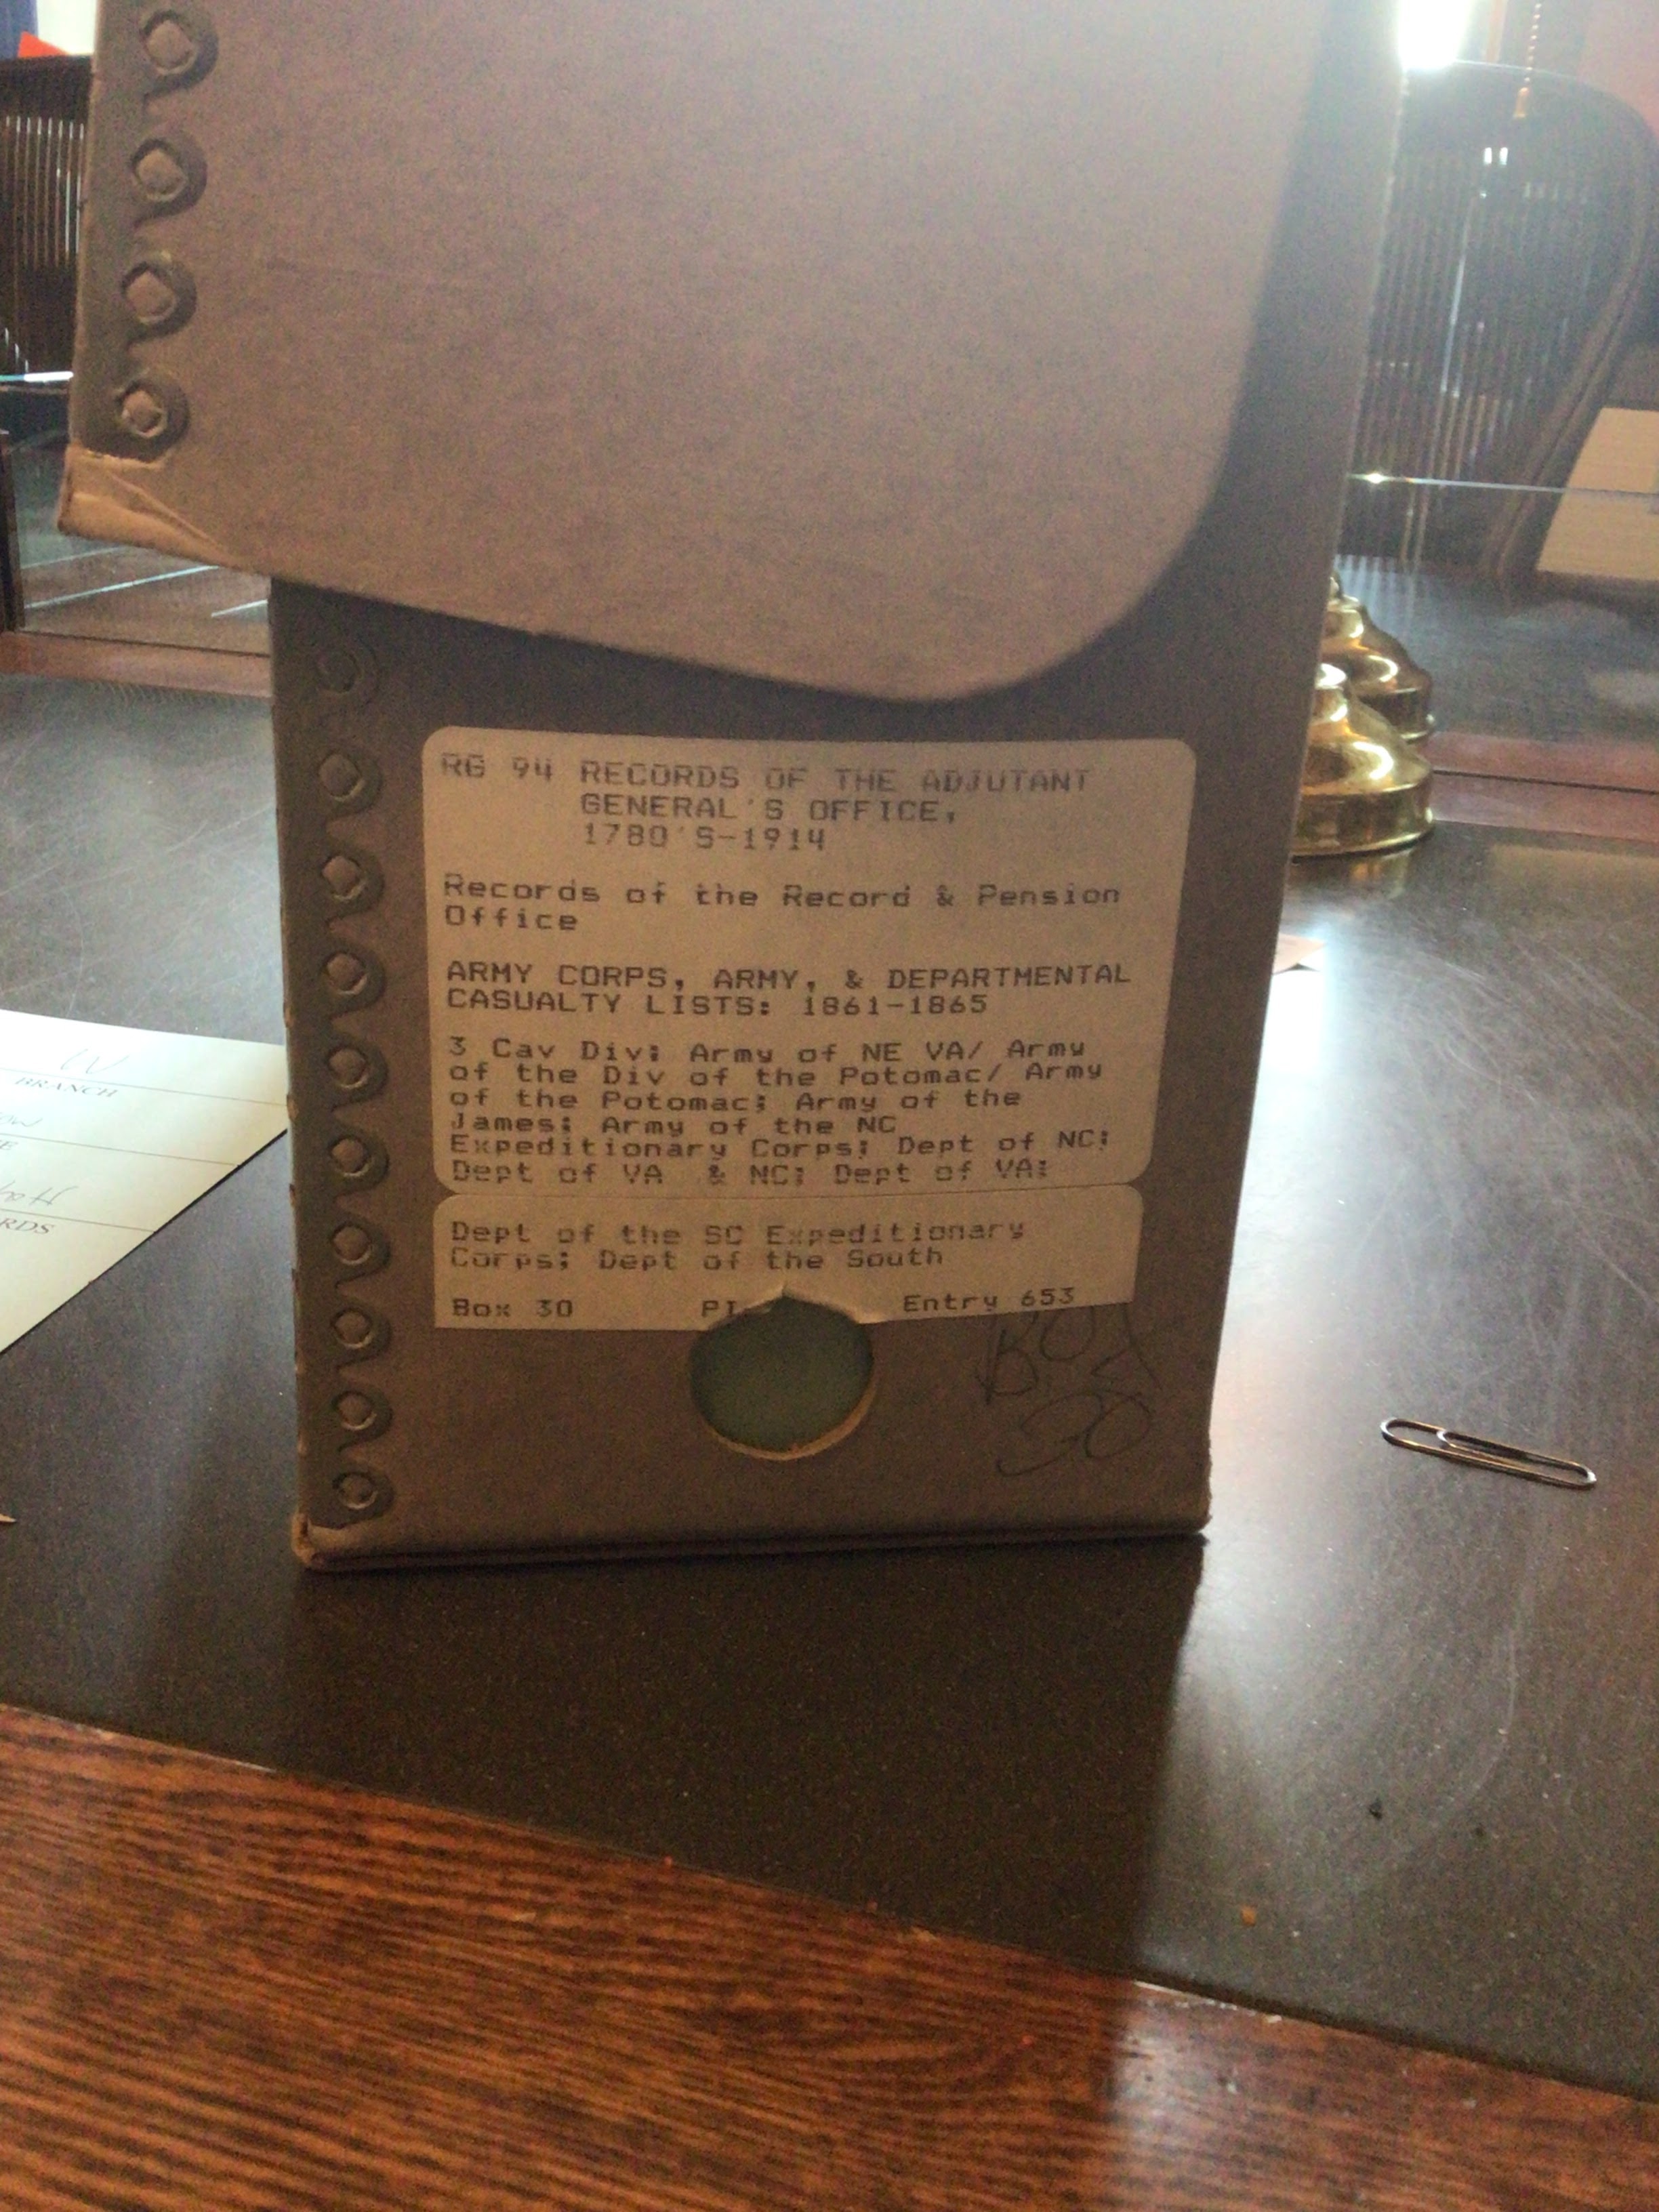 RG 94 RECORDS OF THE ADJUTANT
GENERAL'S OFFICE,
1780'S-1914
Records of the Record & Pension
Office
ARMY CORPS, ARMY, & DEPARTMENTAL
CASUALTY LISTS: 1861-1865
3 Cav Div; Army of NE VA/ Army
of the Div of the Potomac/ Army
of the Potomac; Army of the
James; Army of the NC
Expeditionary Corps; Dept of NC;
Dept of VA & NC; Dept of VA;
Dept of the SC Expeditionary
Corps; Dept of the South
Box 30 PI- Entry 653
BOX
30
W
BRANCH
RDS